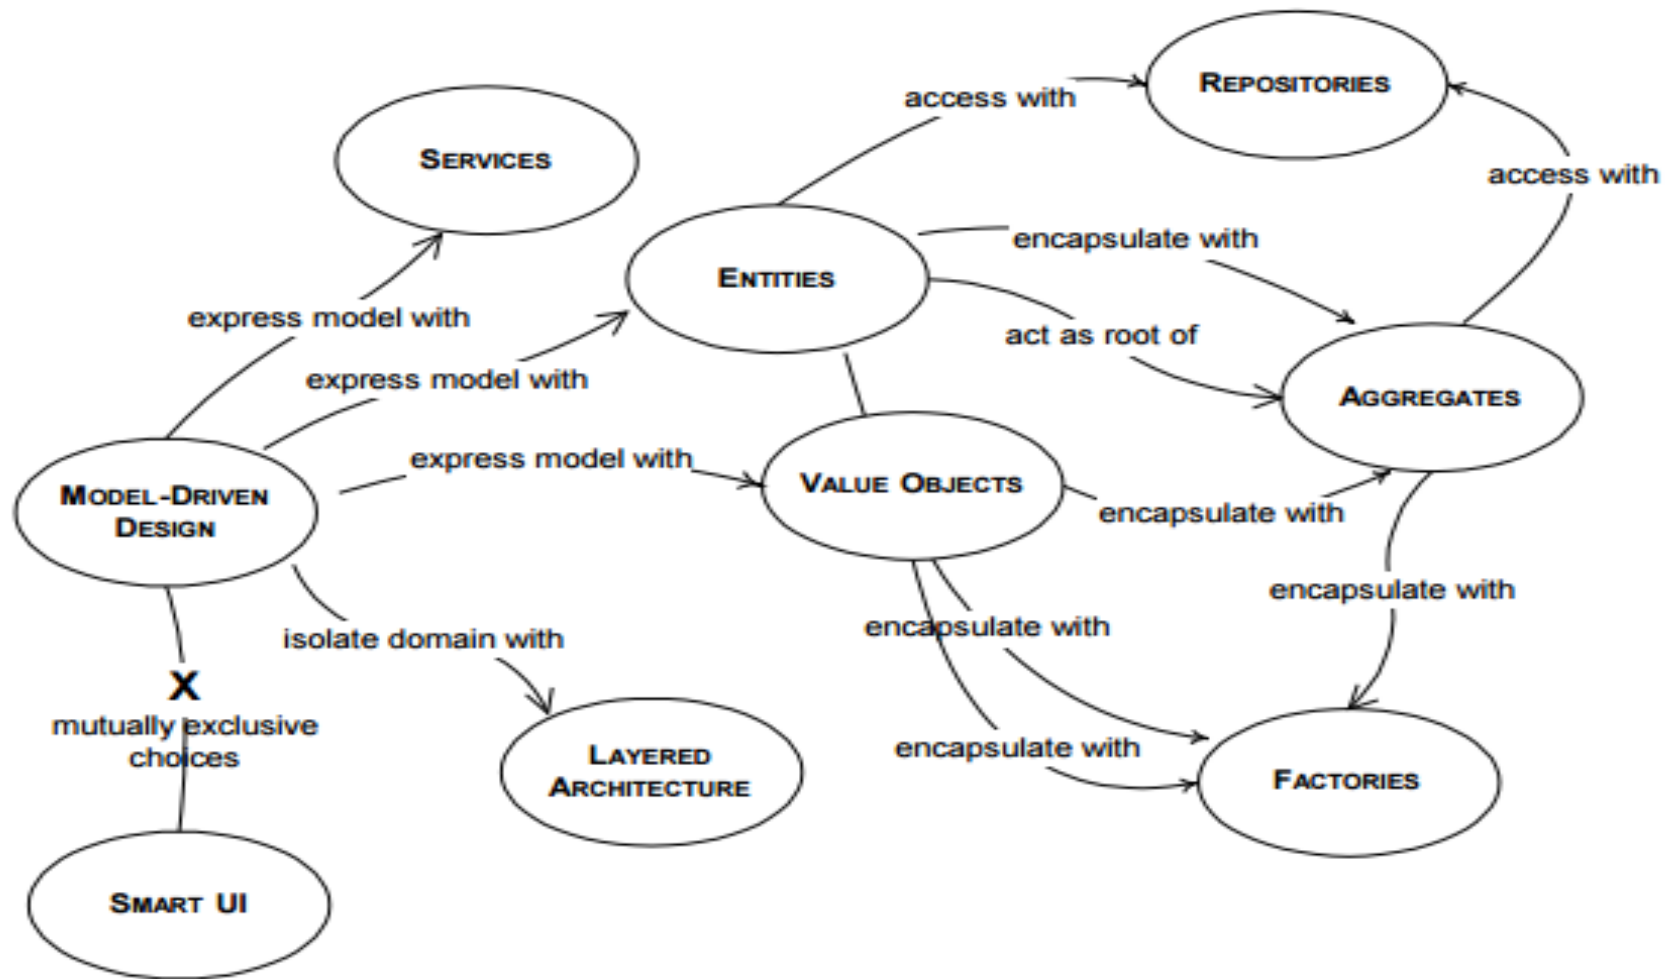 REPOSITORIES
access with
SERVICES
access with
encapsulate with
ENTITIES
express model with
act as root of
express model with
AGGREGATES
express model with
VALUE OBJECTS
MODEL-DRIVEN
DESIGN
encapsulate with
encapsulate with
encapsulate with
isolate domain with
X
mutually exclusive
choices
encapsulate with
LAYERED
ARCHITECTURE
FACTORIES
SMART UI